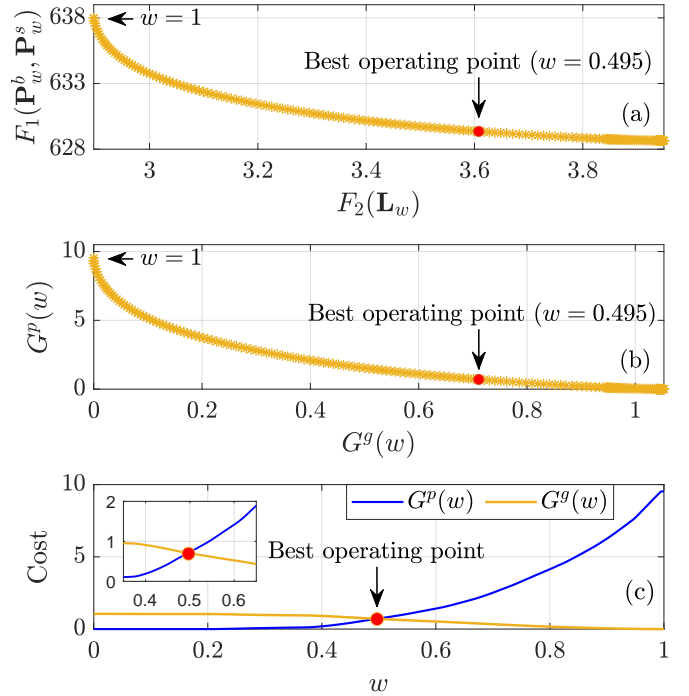 638
w = 1
Best operating point (w = 0.495)
633
(a)
628
F₁(𝐏ᵇ_w, 𝐏ˢ_w)
3 3.2 3.4 3.6 3.8
F₂(𝐋_w)
10
w = 1
5
Best operating point (w = 0.495)
(b)
0
Gᵖ(w)
0 0.2 0.4 0.6 0.8 1
Gᵍ(w)
10
Gᵖ(w) Gᵍ(w)
2
1
0
0.4 0.5 0.6
Best operating point
5
(c)
0
Cost
0 0.2 0.4 0.6 0.8 1
w